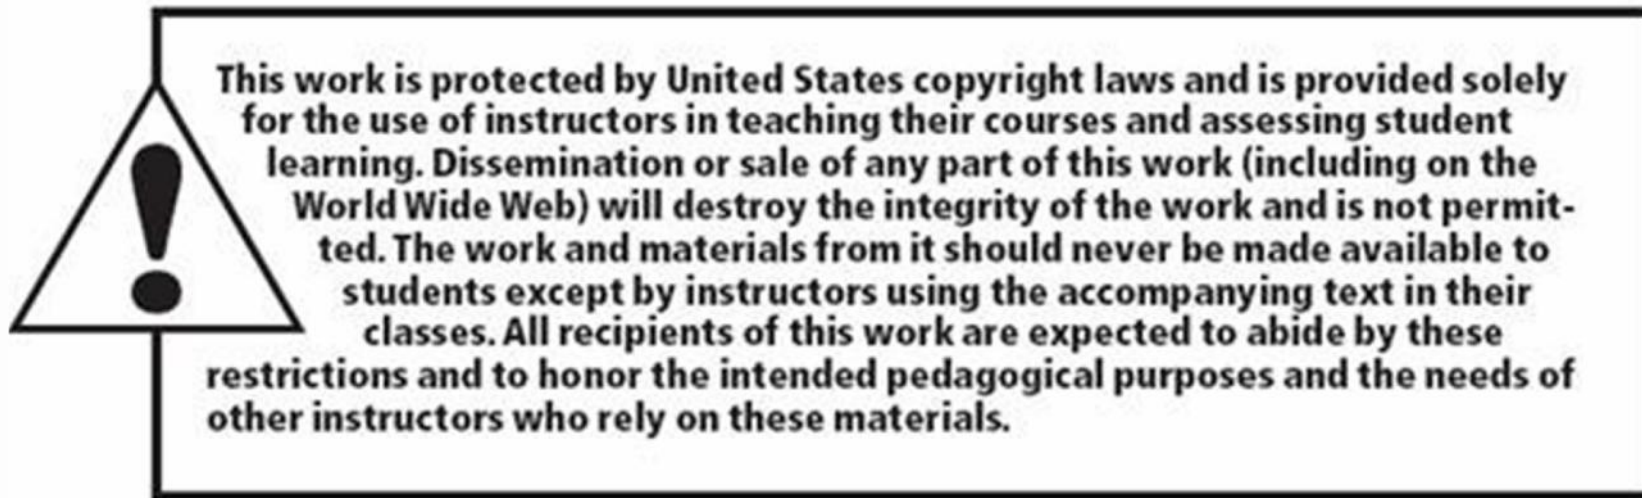 This work is protected by United States copyright laws and is provided solely
for the use of instructors in teaching their courses and assessing student
learning. Dissemination or sale of any part of this work (including on the
World Wide Web) will destroy the integrity of the work and is not permit-
ted. The work and materials from it should never be made available to
students except by instructors using the accompanying text in their
classes. All recipients of this work are expected to abide by these
restrictions and to honor the intended pedagogical purposes and the needs of
other instructors who rely on these materials.